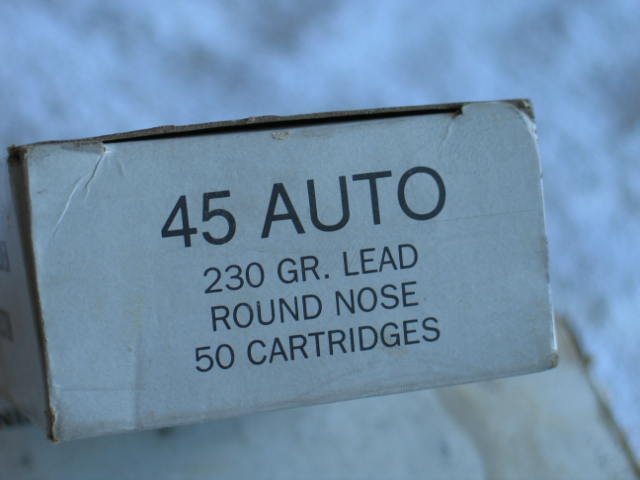 45 AUTO
230 GR. LEAD
ROUND NOSE
50 CARTRIDGES